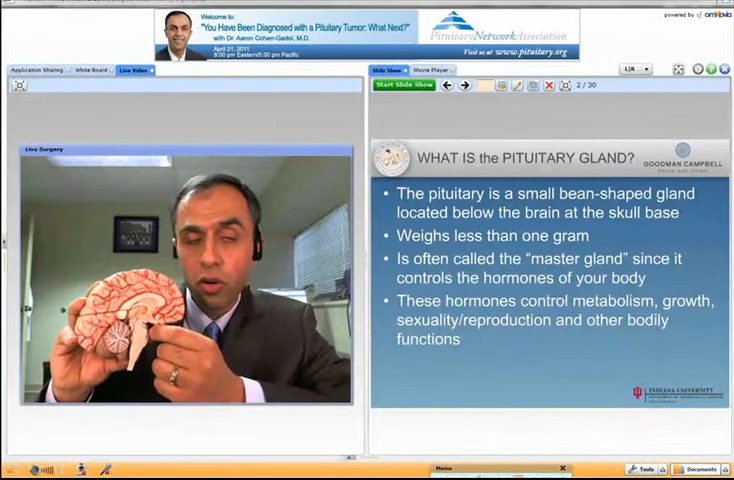 Welcome to:
"You Have Been Diagnosed with a Pituitary Tumor: What Next?"
with Dr. Aaron Cohen-Gadol, M.D.
April 21, 2011
8:00 pm Eastern/5:00 pm Pacific
PituitaryNetworkAssociation
Visit us at www.pituitary.org
powered by omNovia
Application Sharing
White Board
Live Video
Slide Show
Movie Player
L|R
Start Slide Show
2 / 30
Live Surgery
WHAT IS the PITUITARY GLAND?
GOODMAN CAMPBELL
BRAIN AND SPINE
• The pituitary is a small bean-shaped gland
located below the brain at the skull base
• Weighs less than one gram
• Is often called the “master gland” since it
controls the hormones of your body
• These hormones control metabolism, growth,
sexuality/reproduction and other bodily
functions
INDIANA UNIVERSITY
Menu
Tools
Documents